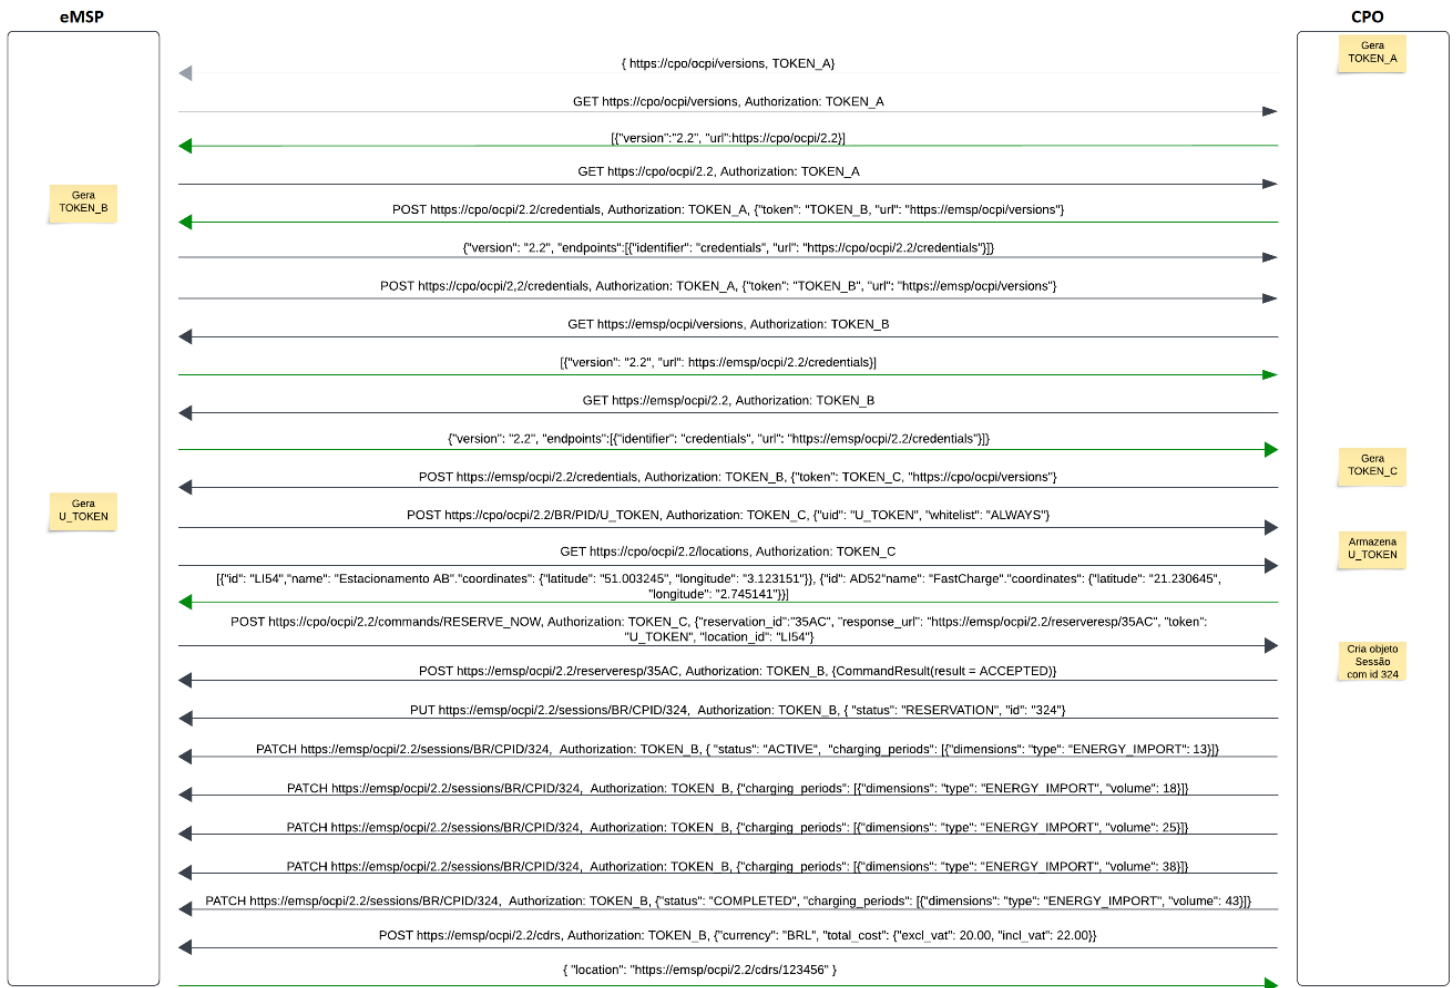 eMSP
CPO
Gera
TOKEN_A
{ https://cpo/ocpi/versions, TOKEN_A}
GET https://cpo/ocpi/versions, Authorization: TOKEN_A
[{"version":"2.2", "url":https://cpo/ocpi/2.2}]
GET https://cpo/ocpi/2.2, Authorization: TOKEN_A
Gera
TOKEN_B
POST https://cpo/ocpi/2.2/credentials, Authorization: TOKEN_A, {"token": "TOKEN_B, "url": "https://emsp/ocpi/versions"}
{"version": "2.2", "endpoints":[{"identifier": "credentials", "url": "https://cpo/ocpi/2.2/credentials"}]}
POST https://cpo/ocpi/2,2/credentials, Authorization: TOKEN_A, {"token": "TOKEN_B", "url": "https://emsp/ocpi/versions"}
GET https://emsp/ocpi/versions, Authorization: TOKEN_B
[{"version": "2.2", "url": https://emsp/ocpi/2.2/credentials}]
GET https://emsp/ocpi/2.2, Authorization: TOKEN_B
{"version": "2.2", "endpoints":[{"identifier": "credentials", "url": "https://emsp/ocpi/2.2/credentials"}]}
Gera
TOKEN_C
POST https://emsp/ocpi/2.2/credentials, Authorization: TOKEN_B, {"token": TOKEN_C, "https://cpo/ocpi/versions"}
Gera
U_TOKEN
POST https://cpo/ocpi/2.2/BR/PID/U_TOKEN, Authorization: TOKEN_C, {"uid": "U_TOKEN", "whitelist": "ALWAYS"}
Armazena
U_TOKEN
GET https://cpo/ocpi/2.2/locations, Authorization: TOKEN_C
[{"id": "LI54","name": "Estacionamento AB"."coordinates": {"latitude": "51.003245", "longitude": "3.123151"}}, {"id": AD52"name": "FastCharge"."coordinates": {"latitude": "21.230645",
"longitude": "2.745141"}}]
POST https://cpo/ocpi/2.2/commands/RESERVE_NOW, Authorization: TOKEN_C, {"reservation_id":"35AC", "response_url": "https://emsp/ocpi/2.2/reserveresp/35AC", "token":
"U_TOKEN", "location_id": "LI54"}
Cria objeto
Sessão
com id 324
POST https://emsp/ocpi/2.2/reserveresp/35AC, Authorization: TOKEN_B, {CommandResult(result = ACCEPTED)}
PUT https://emsp/ocpi/2.2/sessions/BR/CPID/324,  Authorization: TOKEN_B, { "status": "RESERVATION", "id": "324"}
PATCH https://emsp/ocpi/2.2/sessions/BR/CPID/324,  Authorization: TOKEN_B, { "status": "ACTIVE",  "charging_periods": [{"dimensions": "type": "ENERGY_IMPORT": 13}]}
PATCH https://emsp/ocpi/2.2/sessions/BR/CPID/324,  Authorization: TOKEN_B, {"charging_periods": [{"dimensions": "type": "ENERGY_IMPORT", "volume": 18}]}
PATCH https://emsp/ocpi/2.2/sessions/BR/CPID/324,  Authorization: TOKEN_B, {"charging_periods": [{"dimensions": "type": "ENERGY_IMPORT", "volume": 25}]}
PATCH https://emsp/ocpi/2.2/sessions/BR/CPID/324,  Authorization: TOKEN_B, {"charging_periods": [{"dimensions": "type": "ENERGY_IMPORT", "volume": 38}]}
PATCH https://emsp/ocpi/2.2/sessions/BR/CPID/324,  Authorization: TOKEN_B, {"status": "COMPLETED", "charging_periods": [{"dimensions": "type": "ENERGY_IMPORT", "volume": 43}]}
POST https://emsp/ocpi/2.2/cdrs, Authorization: TOKEN_B, {"currency": "BRL", "total_cost": {"excl_vat": 20.00, "incl_vat": 22.00}}
{ "location": "https://emsp/ocpi/2.2/cdrs/123456" }